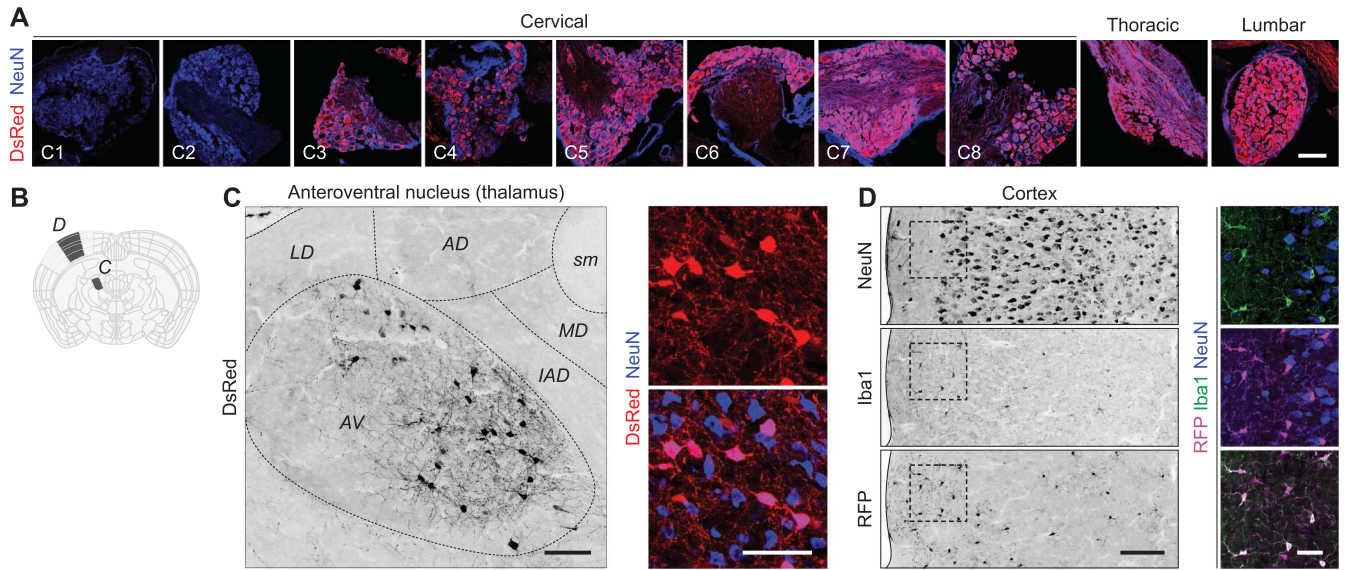 A
Cervical
Thoracic
Lumbar
DsRed NeuN
C1
C2
C3
C4
C5
C6
C7
C8
B
D
C
C
Anteroventral nucleus (thalamus)
DsRed
LD
AD
sm
MD
IAD
AV
DsRed NeuN
D
Cortex
NeuN
Iba1
RFP
RFP Iba1 NeuN